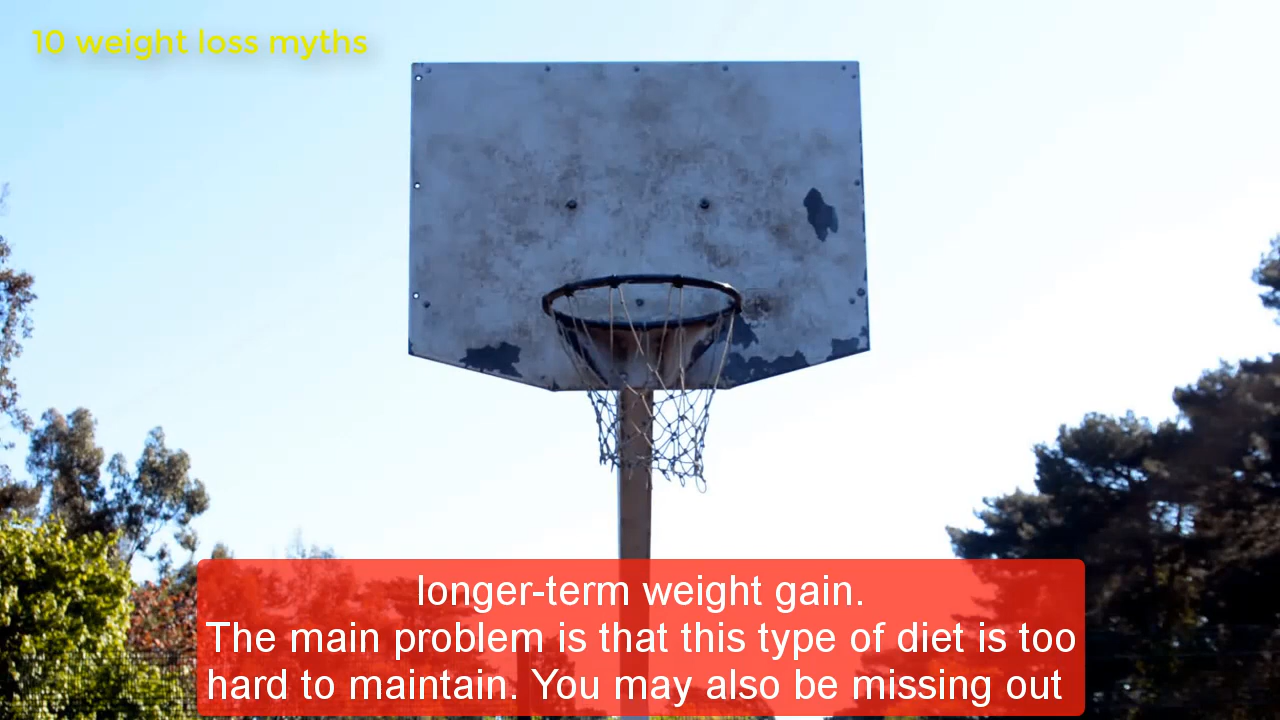 10 weight loss myths
longer-term weight gain.
The main problem is that this type of diet is too
hard to maintain. You may also be missing out